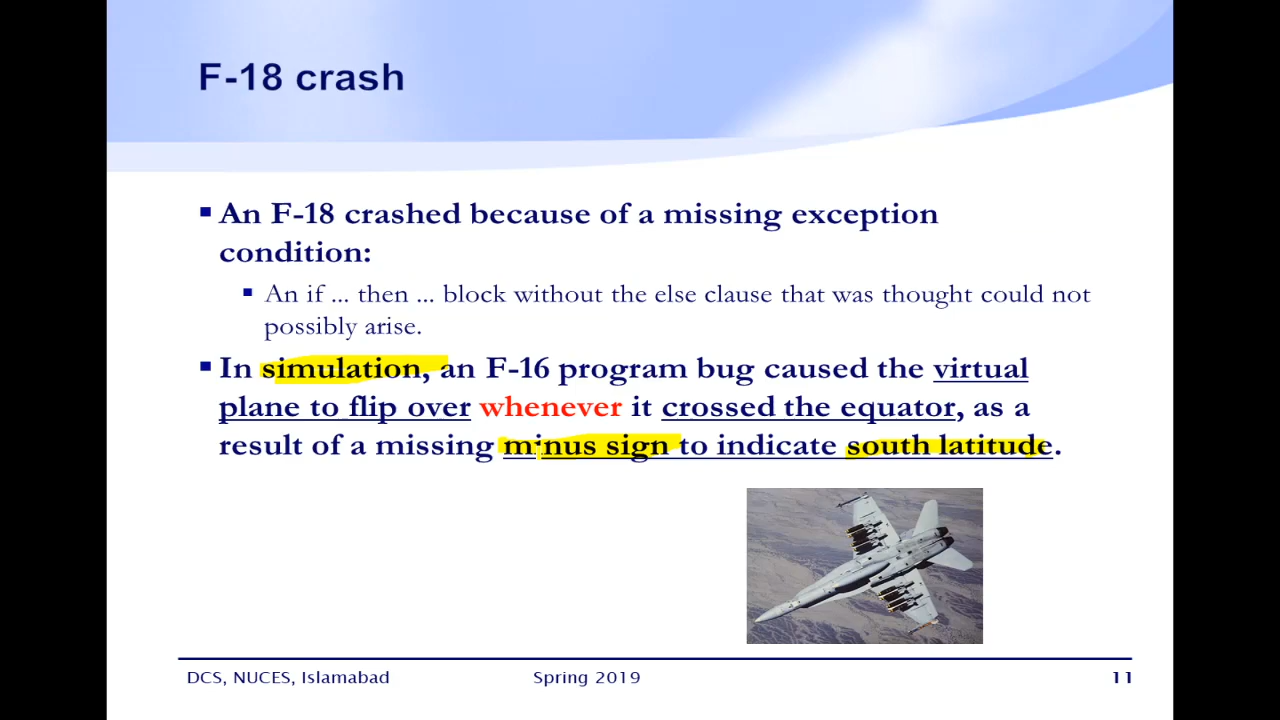 F-18 crash
An F-18 crashed because of a missing exception
condition:
An if ... then ... block without the else clause that was thought could not
possibly arise.
In simulation, an F-16 program bug caused the virtual
plane to flip over whenever it crossed the equator, as a
result of a missing minus sign to indicate south latitude.
DCS, NUCES, Islamabad
Spring 2019
11